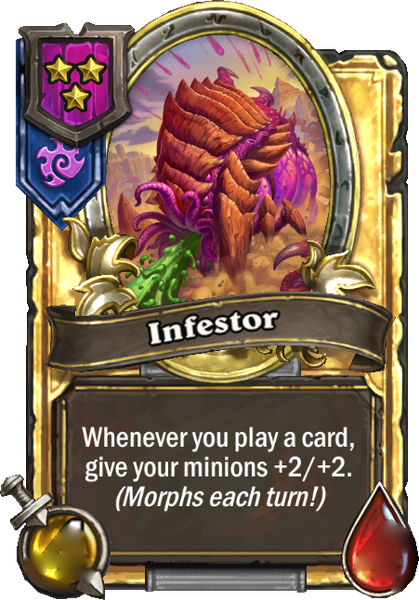 Infestor
Whenever you play a card,
give your minions +2/+2.
(Morphs each turn!)